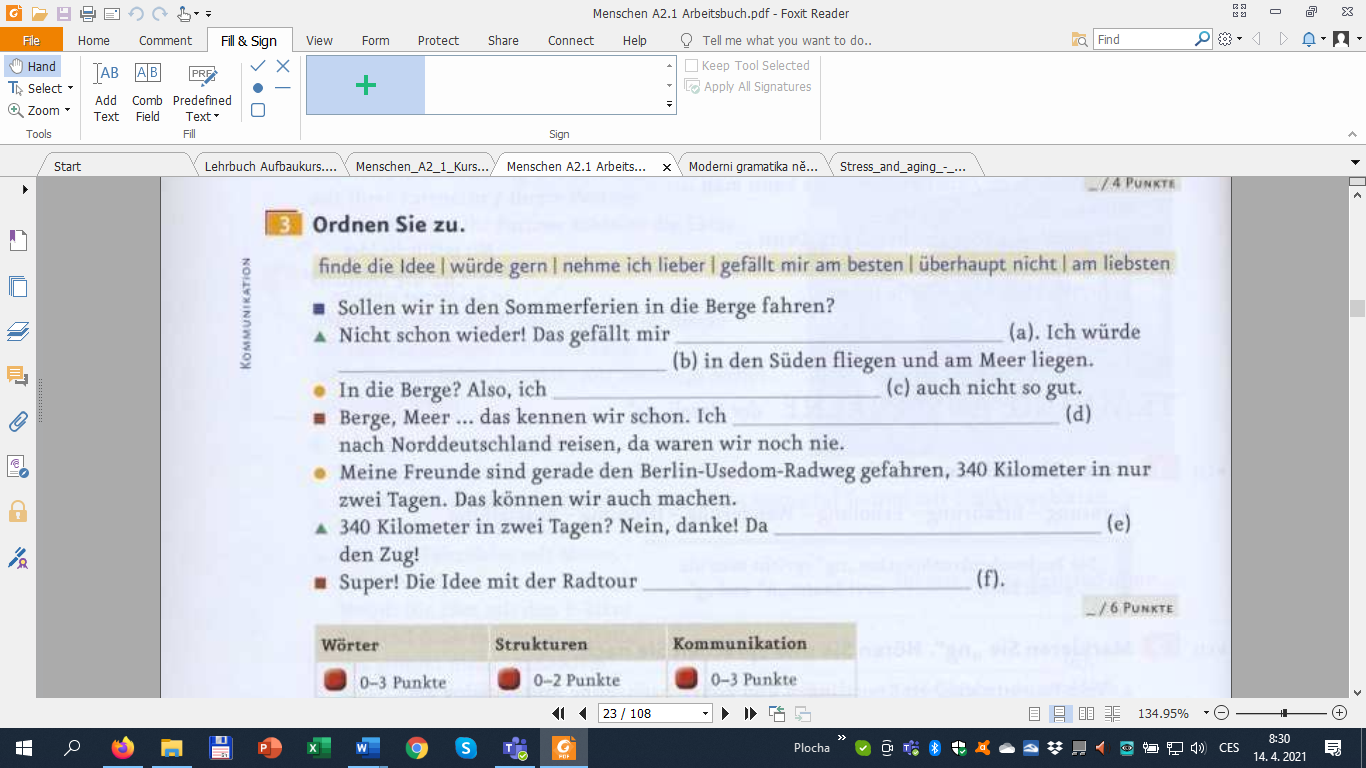 Menschen A2.1 Arbeitsbuch.pdf - Foxit Reader
File Home Comment Fill & Sign View Form Protect Share Connect Help Tell me what you want to do.. Find
Hand
Select
Zoom
Tools
AB
Add
Text
AB
Comb
Field
PRE
Predefined
Text
Fill
Sign
Keep Tool Selected
Apply All Signatures
Start Lehrbuch Aufbaukurs.... Menschen_A2_1_Kurs... Menschen A2.1 Arbeits... Moderni gramatika ně... Stress_and_aging_-_...
_ / 4 PUNKTE
KOMMUNIKATION
3 Ordnen Sie zu.
finde die Idee | würde gern | nehme ich lieber | gefällt mir am besten | überhaupt nicht | am liebsten
Sollen wir in den Sommerferien in die Berge fahren?
Nicht schon wieder! Das gefällt mir ______ (a). Ich würde
______ (b) in den Süden fliegen und am Meer liegen.
In die Berge? Also, ich ______ (c) auch nicht so gut.
Berge, Meer ... das kennen wir schon. Ich ______ (d)
nach Norddeutschland reisen, da waren wir noch nie.
Meine Freunde sind gerade den Berlin-Usedom-Radweg gefahren, 340 Kilometer in nur
zwei Tagen. Das können wir auch machen.
340 Kilometer in zwei Tagen? Nein, danke! Da ______ (e)
den Zug!
Super! Die Idee mit der Radtour ______ (f).
_ / 6 PUNKTE
Wörter Strukturen Kommunikation
0–3 Punkte 0–2 Punkte 0–3 Punkte
23 / 108
134.95%
Plocha » CES
8:30
14. 4. 2021